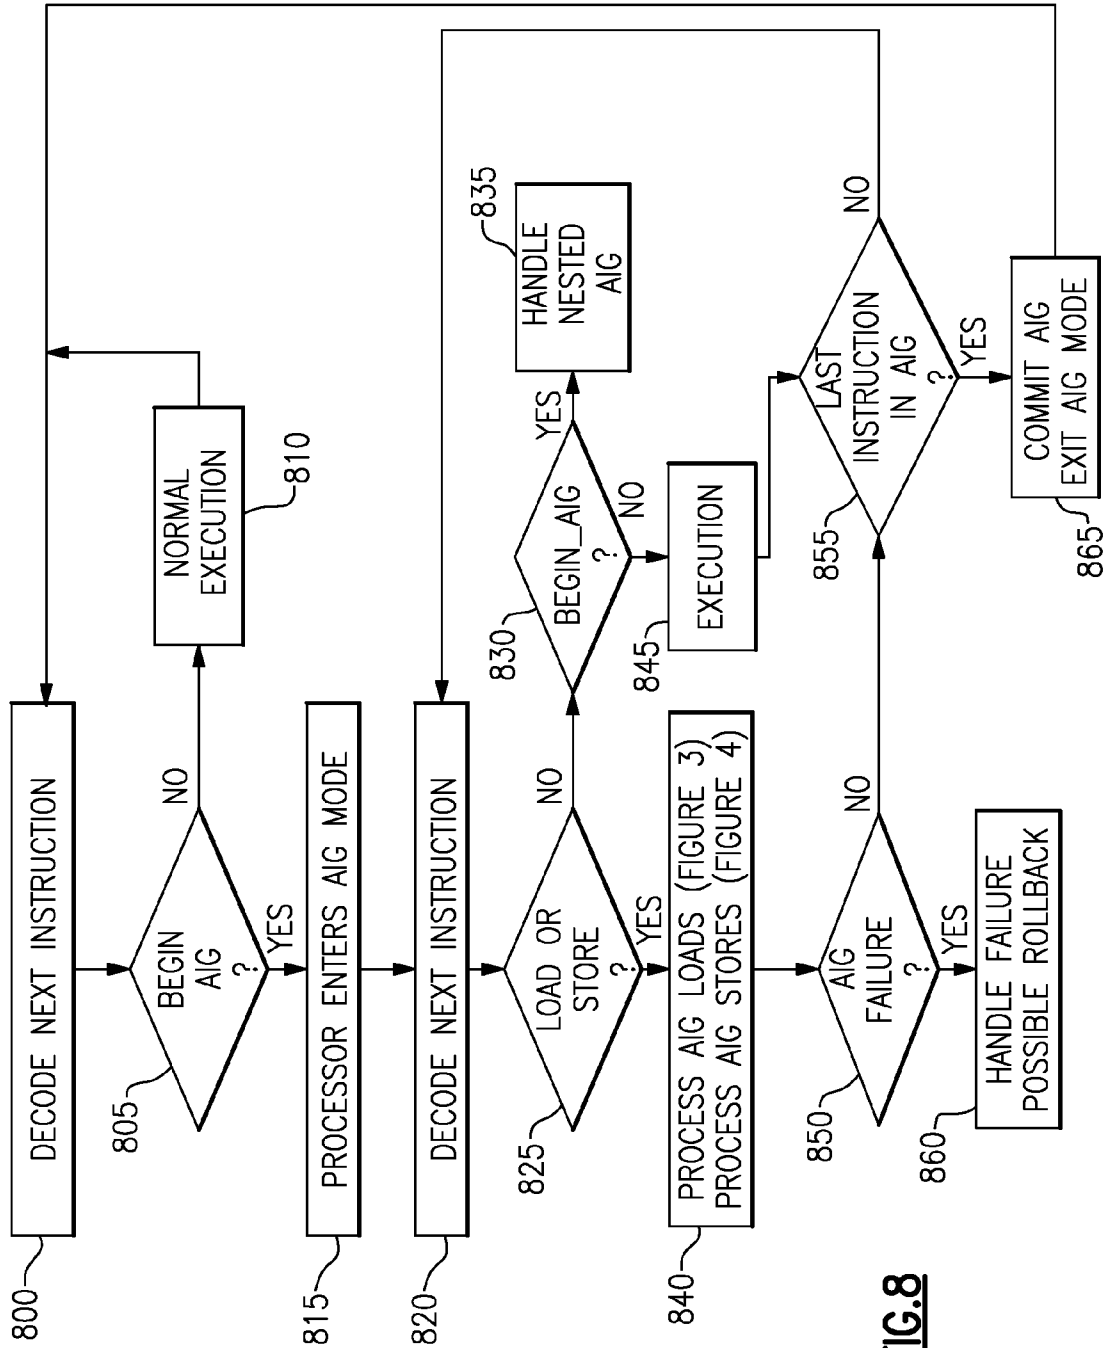 800
DECODE NEXT INSTRUCTION
805
BEGIN
AIG
?
NO
YES
NORMAL
EXECUTION
810
815
PROCESSOR ENTERS AIG MODE
820
DECODE NEXT INSTRUCTION
825
LOAD OR
STORE
?
NO
YES
830
BEGIN_AIG
?
YES
NO
HANDLE
NESTED
AIG
835
840
PROCESS AIG LOADS (FIGURE 3)
PROCESS AIG STORES (FIGURE 4)
845
EXECUTION
850
AIG
FAILURE
?
NO
YES
855
LAST
INSTRUCTION
IN AIG
?
NO
YES
860
HANDLE FAILURE
POSSIBLE ROLLBACK
865
COMMIT AIG
EXIT AIG MODE
FIG.8